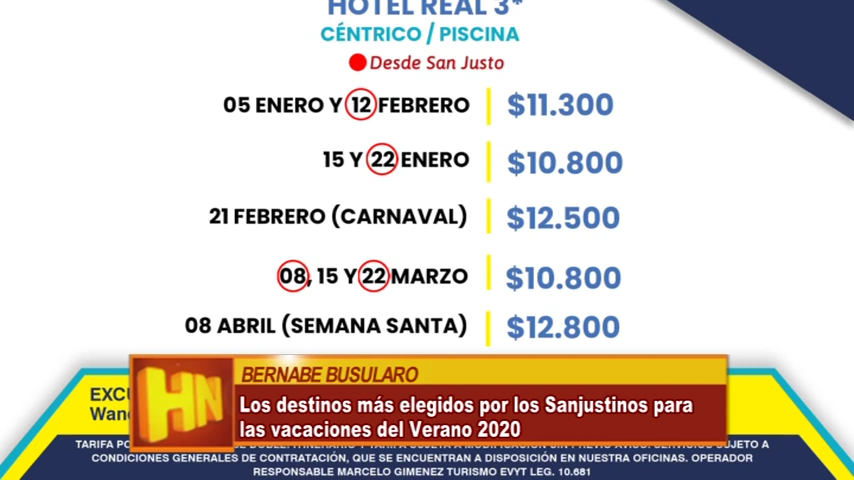 HOTEL REAL 3*
CÉNTRICO / PISCINA
Desde San Justo
05 ENERO Y 12 FEBRERO $11.300
15 Y 22 ENERO $10.800
21 FEBRERO (CARNAVAL) $12.500
08, 15 Y 22 MARZO $10.800
08 ABRIL (SEMANA SANTA) $12.800
HN
BERNABE BUSULARO
Los destinos más elegidos por los Sanjustinos para
las vacaciones del Verano 2020
TARIFA
CONDICIONES GENERALES DE CONTRATACIÓN, QUE SE ENCUENTRAN A DISPOSICIÓN EN NUESTRA OFICINAS. OPERADOR
RESPONSABLE MARCELO GIMENEZ TURISMO EVYT LEG. 10.681